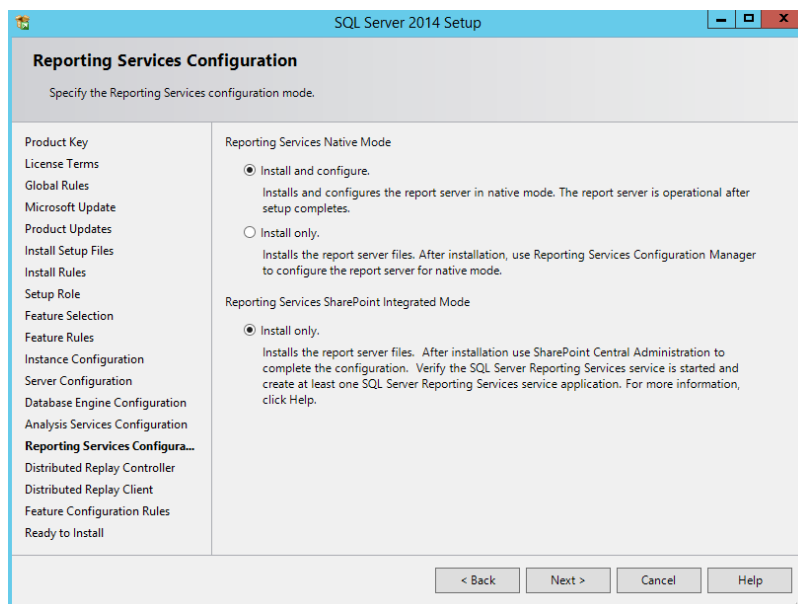 SQL Server 2014 Setup
Reporting Services Configuration
Specify the Reporting Services configuration mode.
Product Key
License Terms
Global Rules
Microsoft Update
Product Updates
Install Setup Files
Install Rules
Setup Role
Feature Selection
Feature Rules
Instance Configuration
Server Configuration
Database Engine Configuration
Analysis Services Configuration
Reporting Services Configura...
Distributed Replay Controller
Distributed Replay Client
Feature Configuration Rules
Ready to Install
Reporting Services Native Mode
Install and configure.
Installs and configures the report server in native mode. The report server is operational after
setup completes.
Install only.
Installs the report server files. After installation, use Reporting Services Configuration Manager
to configure the report server for native mode.
Reporting Services SharePoint Integrated Mode
Install only.
Installs the report server files. After installation use SharePoint Central Administration to
complete the configuration. Verify the SQL Server Reporting Services service is started and
create at least one SQL Server Reporting Services service application. For more information,
click Help.
< Back
Next >
Cancel
Help